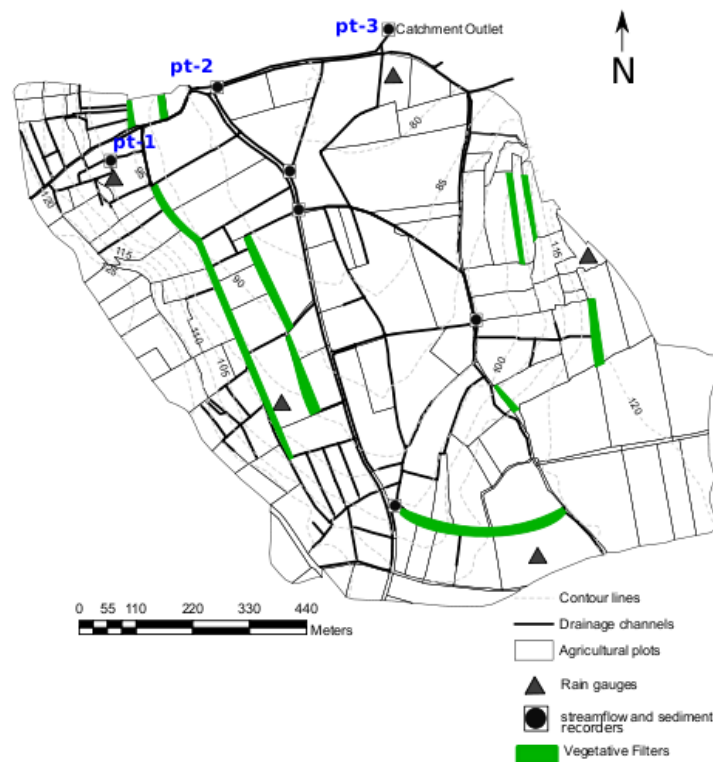 pt-3
Catchment Outlet
pt-2
N
80
pt-1
95
85
120
115
125
115
90
110
105
100
120
0 55 110 220 330 440
Meters
Contour lines
Drainage channels
Agricultural plots
Rain gauges
streamflow and sediment
recorders
Vegetative Filters